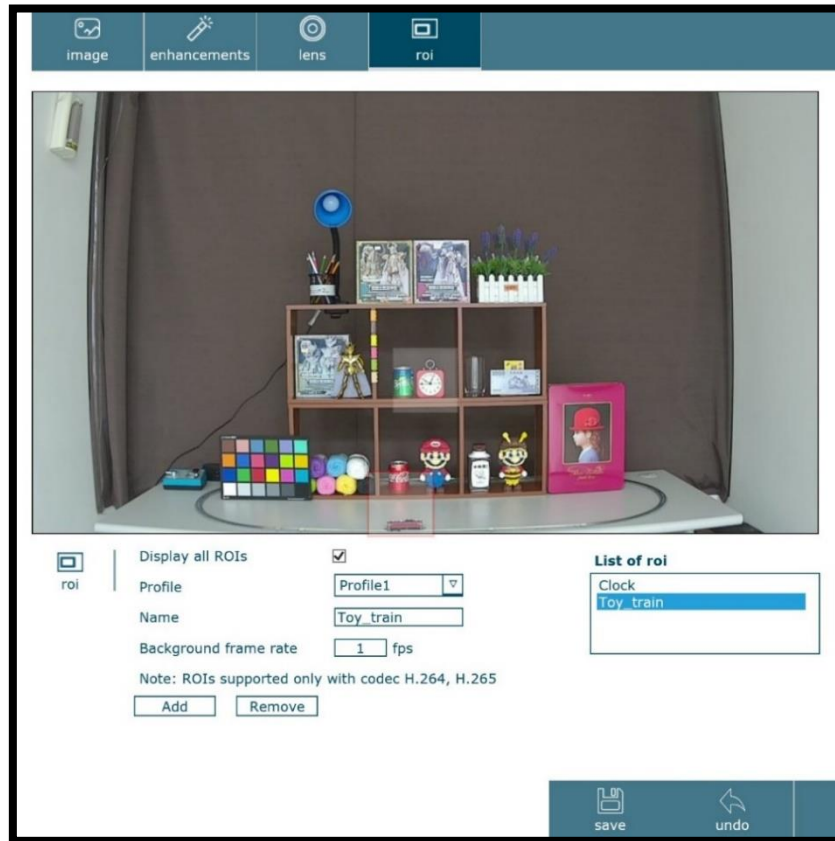 image enhancements lens roi
roi
Display all ROIs
Profile Profile1
Name Toy_train
Background frame rate 1 fps
Note: ROIs supported only with codec H.264, H.265
Add Remove
List of roi
Clock
Toy_train
save undo